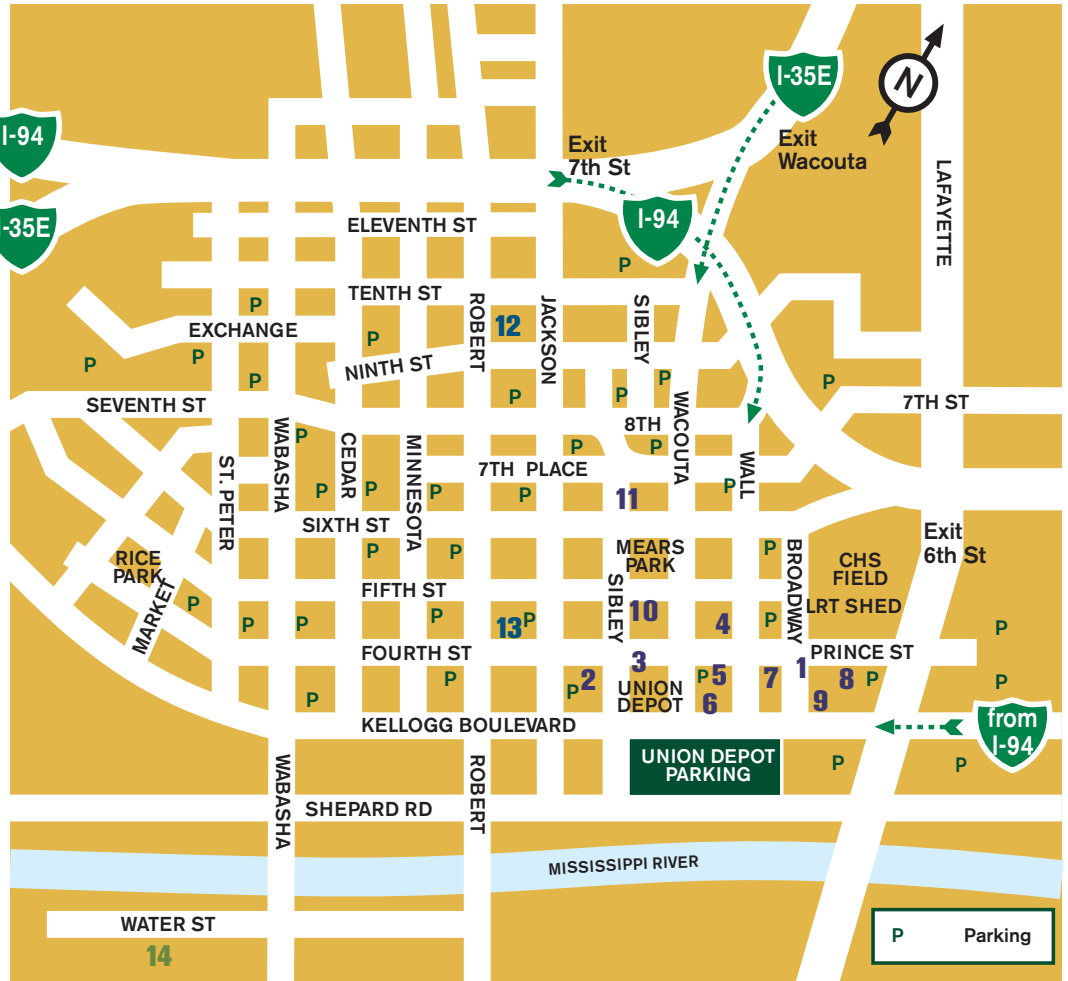 I-35E
N
I-94
Exit
7th St
Exit
Wacouta
LAFAYETTE
I-35E
I-94
ELEVENTH ST
P
TENTH ST
P
ROBERT
JACKSON
SIBLEY
12
EXCHANGE
P
P
P
NINTH ST
P
P
P
P
P
SEVENTH ST
WACOUTA
7TH ST
WABASHA
P
CEDAR
MINNESOTA
8TH
P
P
ST. PETER
7TH PLACE
WALL
P
P
P
P
P
11
SIXTH ST
P
P
MEARS
PARK
P
BROADWAY
Exit
6th St
RICE
PARK
CHS
FIELD
FIFTH ST
SIBLEY
MARKET
P
LRT SHED
P
P
P
13
P
10
4
P
P
FOURTH ST
3
1
PRINCE ST
P
P
P
2
UNION
DEPOT
P
5
6
7
8
P
9
P
KELLOGG BOULEVARD
from
I-94
UNION DEPOT
PARKING
P
P
WABASHA
ROBERT
SHEPARD RD
MISSISSIPPI RIVER
WATER ST
14
P Parking